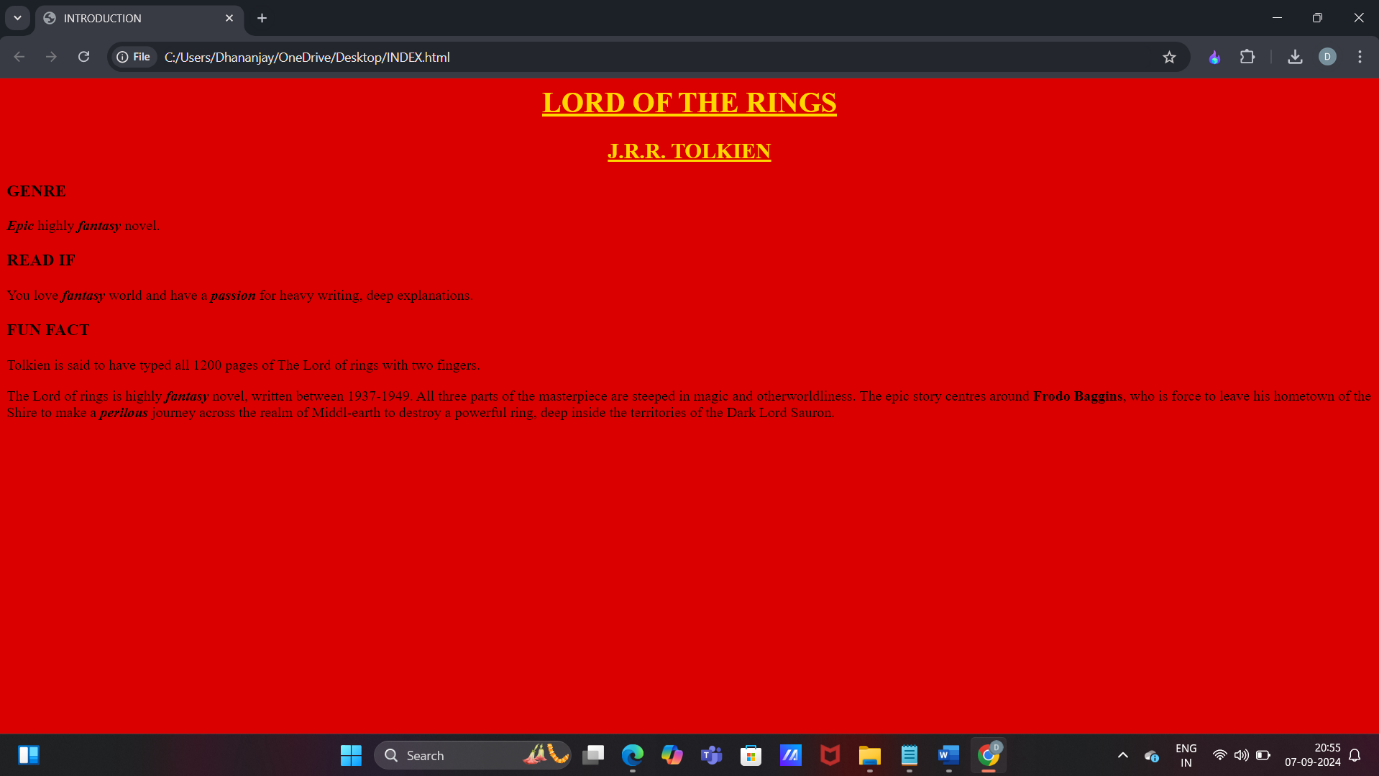 INTRODUCTION
File C:/Users/Dhananjay/OneDrive/Desktop/INDEX.html
D
LORD OF THE RINGS
J.R.R. TOLKIEN
GENRE
Epic highly fantasy novel.
READ IF
You love fantasy world and have a passion for heavy writing, deep explanations.
FUN FACT
Tolkien is said to have typed all 1200 pages of The Lord of rings with two fingers.
The Lord of rings is highly fantasy novel, written between 1937-1949. All three parts of the masterpiece are steeped in magic and otherworldliness. The epic story centres around Frodo Baggins, who is force to leave his hometown of the
Shire to make a perilous journey across the realm of Middl-earth to destroy a powerful ring, deep inside the territories of the Dark Lord Sauron.
Search
ENG
IN
20:55
07-09-2024